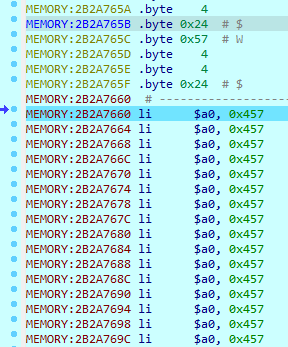 MEMORY:2B2A765A .byte 4
MEMORY:2B2A765B .byte 0x24 # $
MEMORY:2B2A765C .byte 0x57 # W
MEMORY:2B2A765D .byte 4
MEMORY:2B2A765E .byte 4
MEMORY:2B2A765F .byte 0x24 # $
MEMORY:2B2A7660 # --------------------
MEMORY:2B2A7660 li $a0, 0x457
MEMORY:2B2A7664 li $a0, 0x457
MEMORY:2B2A7668 li $a0, 0x457
MEMORY:2B2A766C li $a0, 0x457
MEMORY:2B2A7670 li $a0, 0x457
MEMORY:2B2A7674 li $a0, 0x457
MEMORY:2B2A7678 li $a0, 0x457
MEMORY:2B2A767C li $a0, 0x457
MEMORY:2B2A7680 li $a0, 0x457
MEMORY:2B2A7684 li $a0, 0x457
MEMORY:2B2A7688 li $a0, 0x457
MEMORY:2B2A768C li $a0, 0x457
MEMORY:2B2A7690 li $a0, 0x457
MEMORY:2B2A7694 li $a0, 0x457
MEMORY:2B2A7698 li $a0, 0x457
MEMORY:2B2A769C li $a0, 0x457